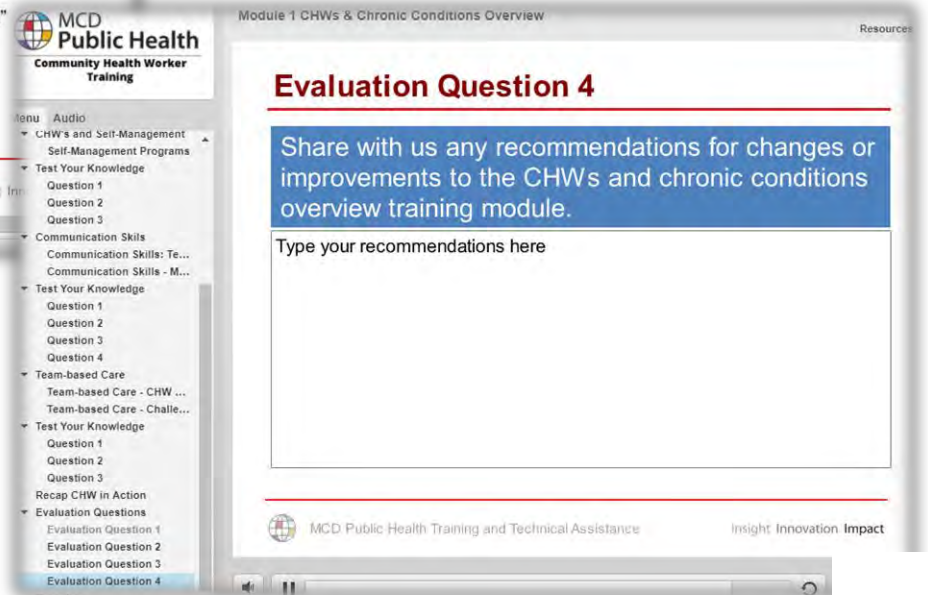 "
MCD
Public Health
Community Health Worker
Training
Menu Audio
CHW's and Self-Management
Self-Management Programs
Test Your Knowledge
Question 1
Question 2
Question 3
Communication Skils
Communication Skills: Te...
Communication Skills - M...
Test Your Knowledge
Question 1
Question 2
Question 3
Question 4
Team-based Care
Team-based Care - CHW ...
Team-based Care - Challe...
Test Your Knowledge
Question 1
Question 2
Question 3
Recap CHW in Action
Evaluation Questions
Evaluation Question 1
Evaluation Question 2
Evaluation Question 3
Evaluation Question 4
Module 1 CHWs & Chronic Conditions Overview
Resources
Evaluation Question 4
Share with us any recommendations for changes or
improvements to the CHWs and chronic conditions
overview training module.
Type your recommendations here
MCD Public Health Training and Technical Assistance
Insight Innovation Impact